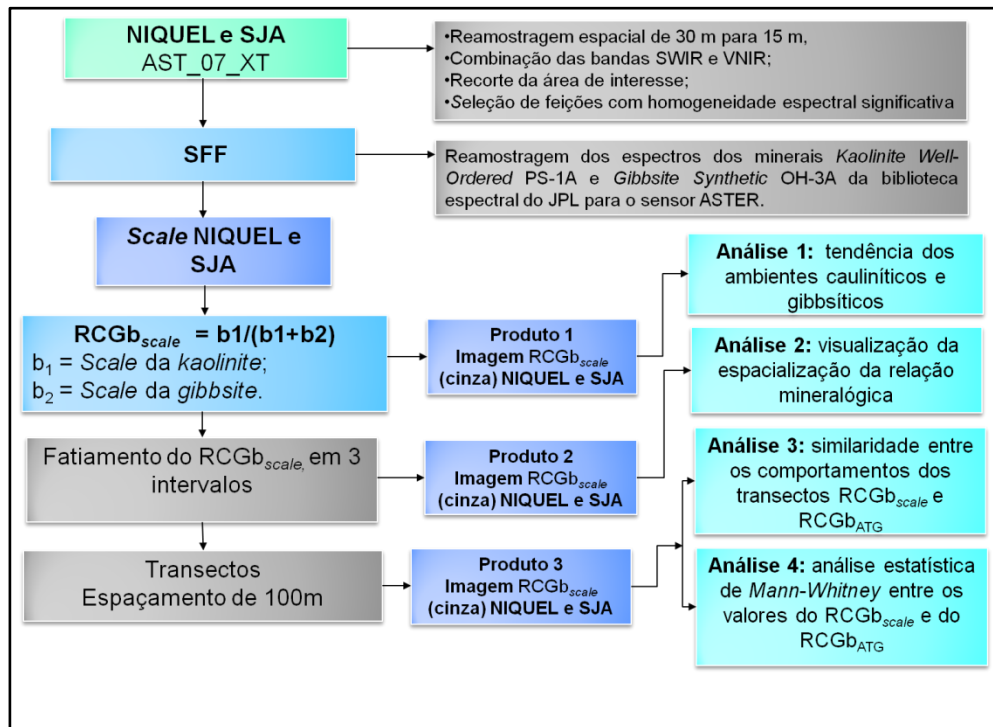 NIQUEL e SJA
AST_07_XT
•Reamostragem espacial de 30 m para 15 m,
•Combinação das bandas SWIR e VNIR;
•Recorte da área de interesse;
•Seleção de feições com homogeneidade espectral significativa
SFF
Reamostragem dos espectros dos minerais Kaolinite Well-
Ordered PS-1A e Gibbsite Synthetic OH-3A da biblioteca
espectral do JPL para o sensor ASTER.
Scale NIQUEL e
SJA
Análise 1: tendência dos
ambientes cauliníticos e
gibbsíticos
RCGbscale = b1/(b1+b2)
b1 = Scale da kaolinite;
b2 = Scale da gibbsite.
Produto 1
Imagem RCGbscale
(cinza) NIQUEL e SJA
Análise 2: visualização da
espacialização da relação
mineralógica
Fatiamento do RCGbscale, em 3
intervalos
Produto 2
Imagem RCGbscale
(cinza) NIQUEL e SJA
Análise 3: similaridade entre
os comportamentos dos
transectos RCGbscale e
RCGbATG
Transectos
Espaçamento de 100m
Produto 3
Imagem RCGbscale
(cinza) NIQUEL e SJA
Análise 4: análise estatística
de Mann-Whitney entre os
valores do RCGbscale e do
RCGbATG